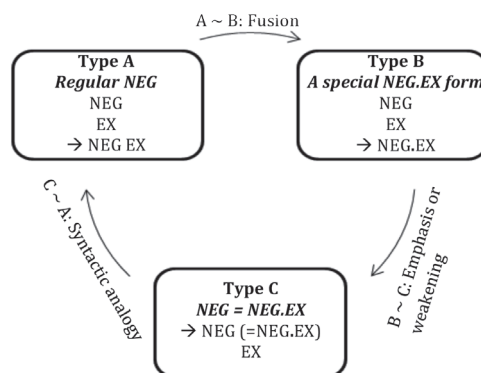 A ~ B: Fusion
Type A
Regular NEG
NEG
EX
→ NEG EX
Type B
A special NEG.EX form
NEG
EX
→ NEG.EX
B ~ C: Emphasis or
weakening
Type C
NEG = NEG.EX
→ NEG (=NEG.EX)
EX
C ~ A: Syntactic
analogy